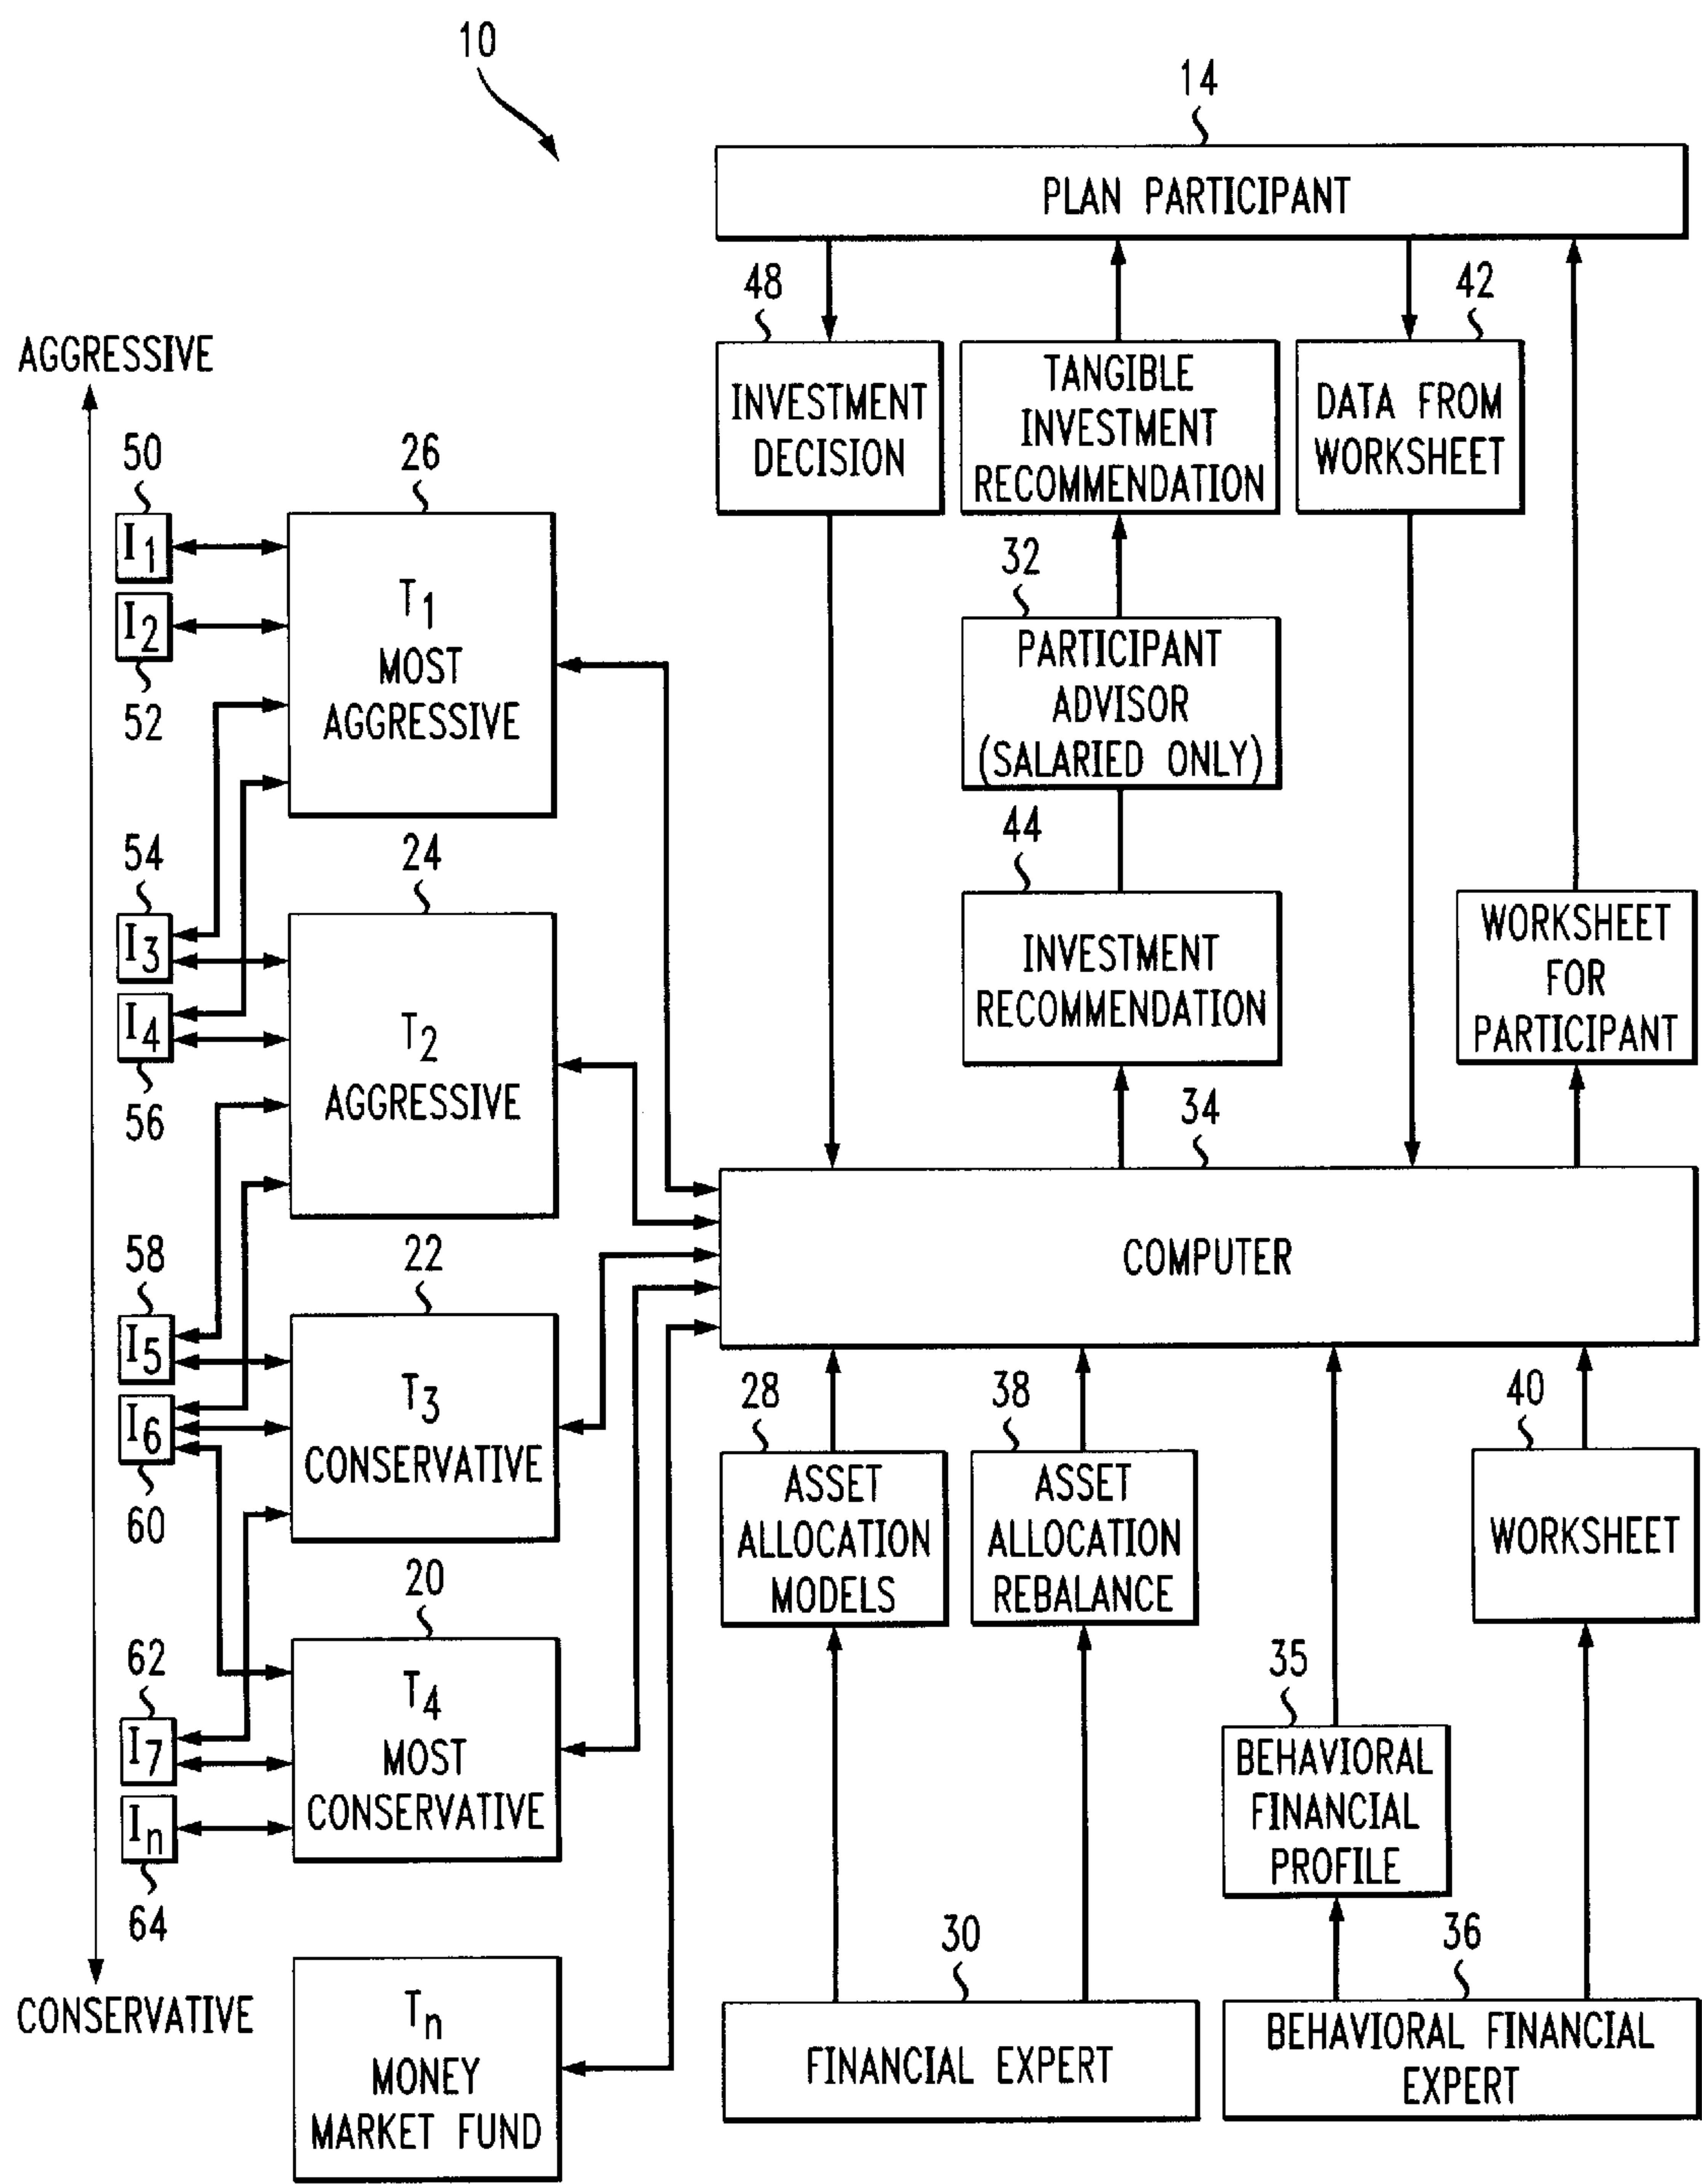 10
14
PLAN PARTICIPANT
48
42
AGGRESSIVE
INVESTMENT
DECISION
TANGIBLE
INVESTMENT
RECOMMENDATION
DATA FROM
WORKSHEET
50
26
I1
I2
52
T1
MOST
AGGRESSIVE
32
PARTICIPANT
ADVISOR
(SALARIED ONLY)
44
54
24
I3
I4
56
T2
AGGRESSIVE
INVESTMENT
RECOMMENDATION
WORKSHEET
FOR
PARTICIPANT
34
COMPUTER
58
22
I5
I6
60
T3
CONSERVATIVE
28
38
40
ASSET
ALLOCATION
MODELS
ASSET
ALLOCATION
REBALANCE
WORKSHEET
62
20
I7
In
64
T4
MOST
CONSERVATIVE
35
BEHAVIORAL
FINANCIAL
PROFILE
30
36
CONSERVATIVE
Tn
MONEY
MARKET FUND
FINANCIAL EXPERT
BEHAVIORAL FINANCIAL
EXPERT